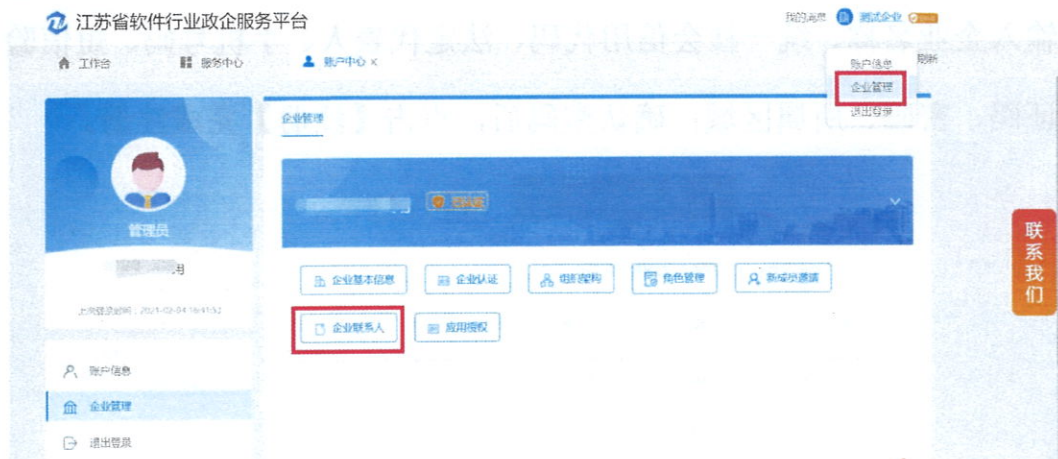 江苏省软件行业政企服务平台
我的消息 测试企业
工作台 服务中心 账户中心 × 刷新
账户信息
企业管理
退出登录
企业管理
已认证
管理员
上次登录时间：2021-02-04 16:41:53
企业基本信息 企业认证 组织架构 角色管理 新成员邀请
企业联系人 应用授权
账户信息
企业管理
退出登录
联系我们